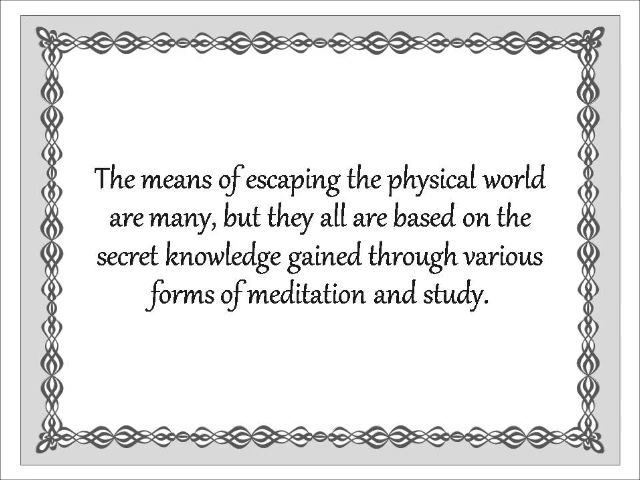 The means of escaping the physical world
are many, but they all are based on the
secret knowledge gained through various
forms of meditation and study.